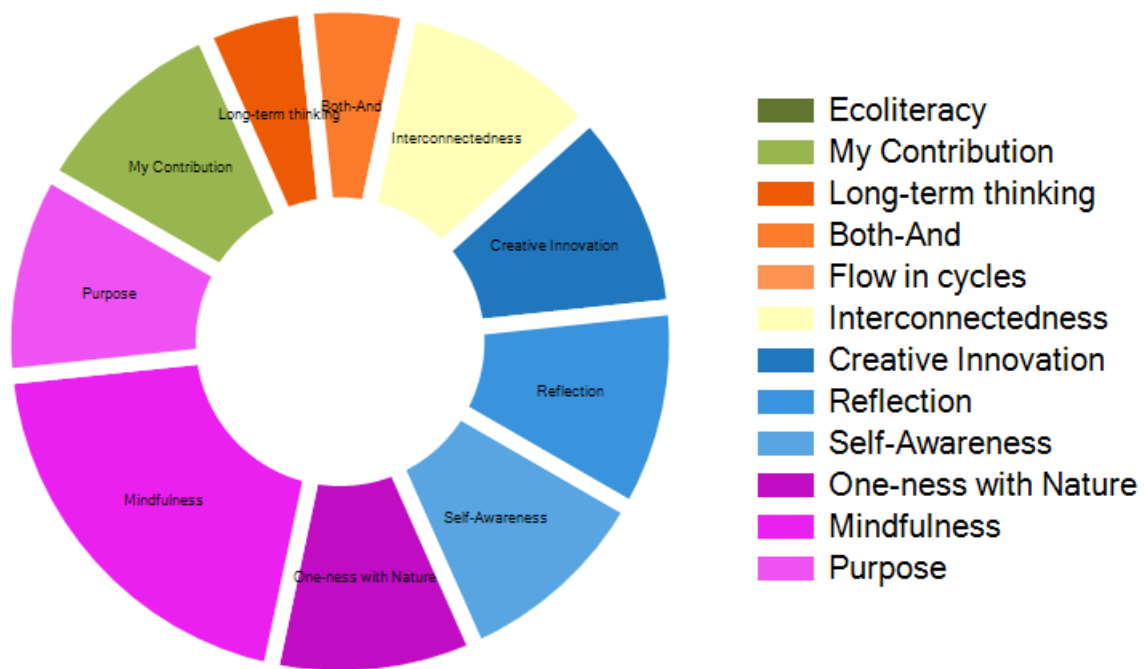 Both-And
Long-term thinking
Interconnectedness
My Contribution
Creative Innovation
Purpose
Reflection
Mindfulness
Self-Awareness
One-ness with Nature
Ecoliteracy
My Contribution
Long-term thinking
Both-And
Flow in cycles
Interconnectedness
Creative Innovation
Reflection
Self-Awareness
One-ness with Nature
Mindfulness
Purpose